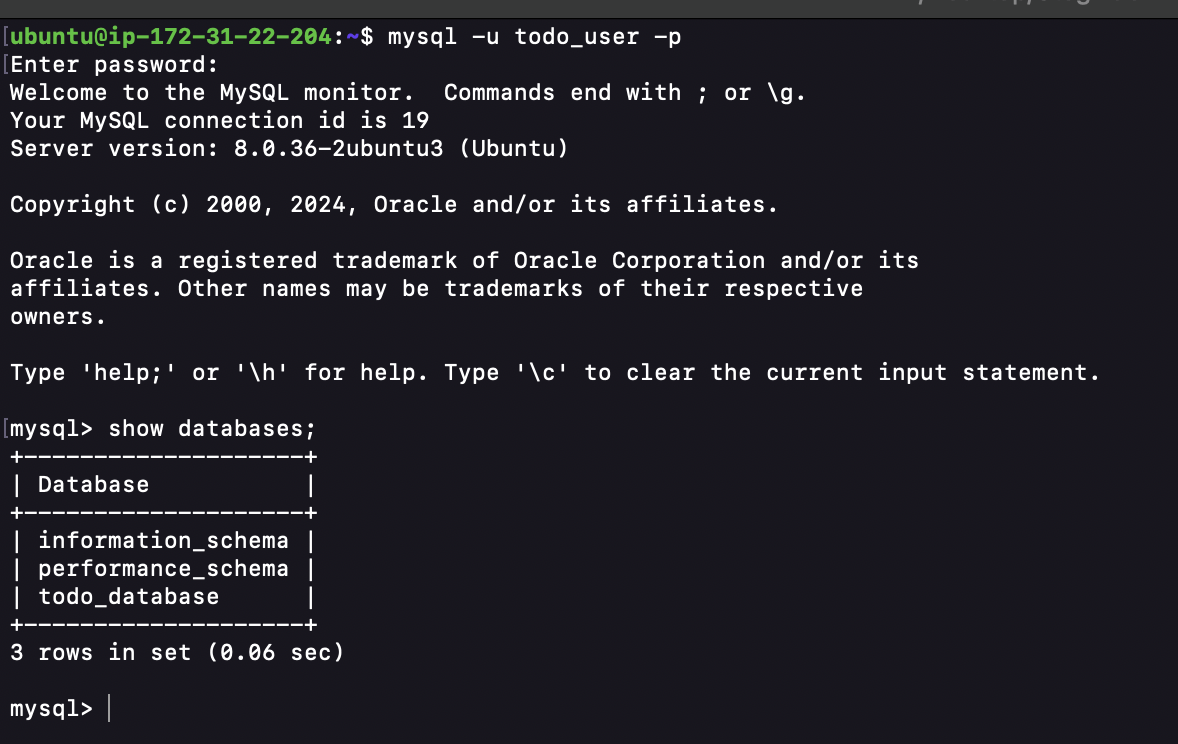 [ubuntu@ip-172-31-22-204:~$ mysql -u todo_user -p
[Enter password:
Welcome to the MySQL monitor.  Commands end with ; or \g.
Your MySQL connection id is 19
Server version: 8.0.36-2ubuntu3 (Ubuntu)

Copyright (c) 2000, 2024, Oracle and/or its affiliates.

Oracle is a registered trademark of Oracle Corporation and/or its
affiliates. Other names may be trademarks of their respective
owners.

Type 'help;' or '\h' for help. Type '\c' to clear the current input statement.

[mysql> show databases;
+--------------------+
| Database           |
+--------------------+
| information_schema |
| performance_schema |
| todo_database      |
+--------------------+
3 rows in set (0.06 sec)

mysql>